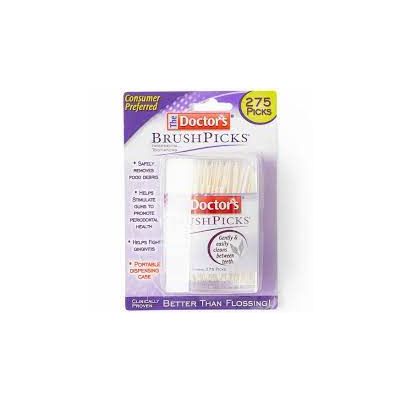 Consumer
Preferred
The
Doctor's®
BRUSHPICKS®
INTERDENTAL
TOOTHPICKS
275
PICKS
• SAFELY
REMOVES
FOOD DEBRIS
• HELPS
STIMULATE
GUMS TO
PROMOTE
PERIODONTAL
HEALTH
• HELPS FIGHT
GINGIVITIS
• PORTABLE
DISPENSING
CASE
Doctor's
BRUSHPICKS®
Gently &
easily
cleans
between
teeth.
275 PICKS
CLINICALLY
PROVEN
BETTER THAN FLOSSING!